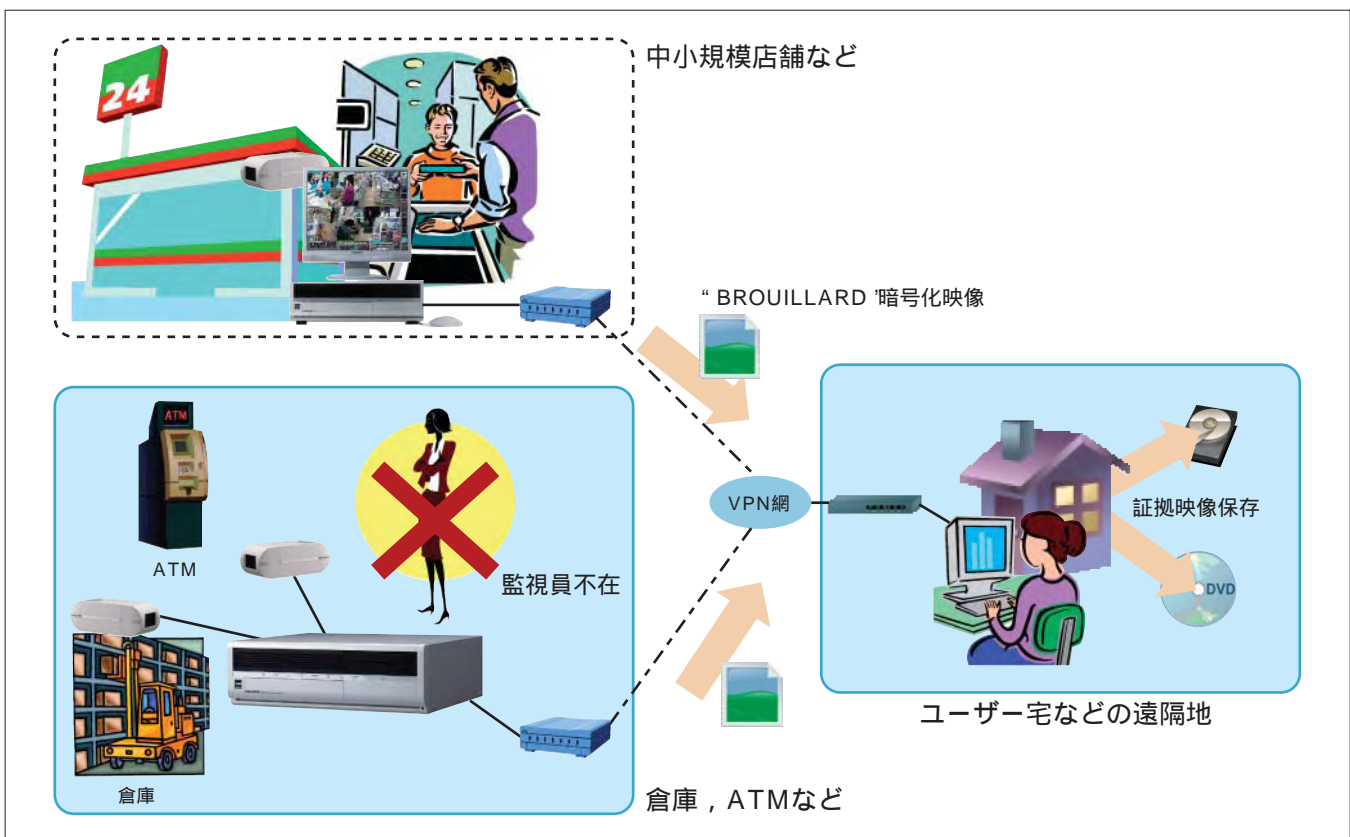 中小規模店舗など
24
“ BROUILLARD ”暗号化映像
ATM
ATM
監視員不在
倉庫
倉庫，ATMなど
VPN網
証拠映像保存
DVD
ユーザー宅などの遠隔地